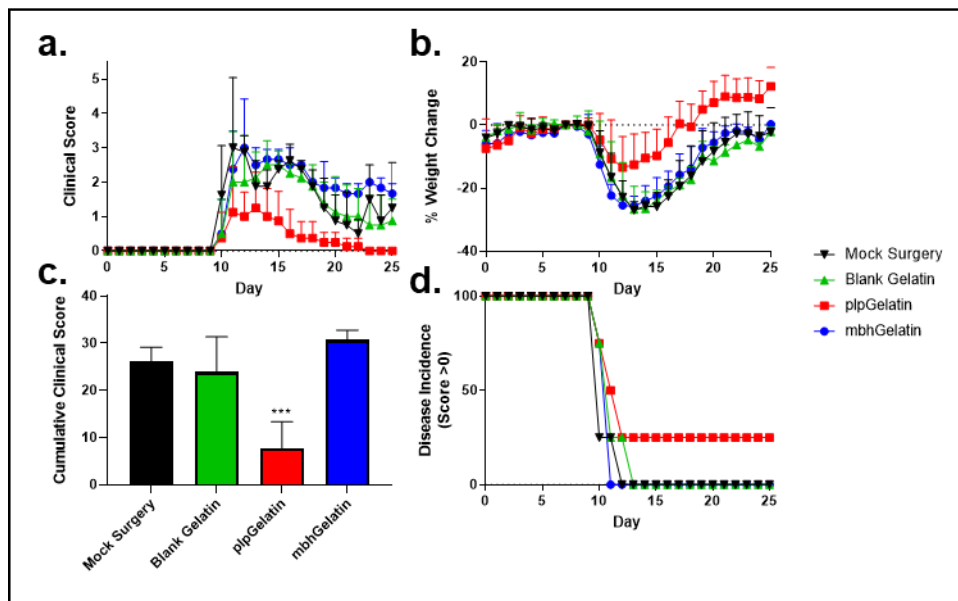 a.
Clinical Score
5
4
3
2
1
0
0 5 10 15 20 25
Day
b.
% Weight Change
20
0
-20
-40
0 5 10 15 20 25
Day
Mock Surgery
Blank Gelatin
plpGelatin
mbhGelatin
c.
Cumulative Clinical Score
40
30
20
10
0
***
Mock Surgery
Blank Gelatin
plpGelatin
mbhGelatin
d.
Disease Incidence
(Score >0)
100
50
0
0 5 10 15 20 25
Day